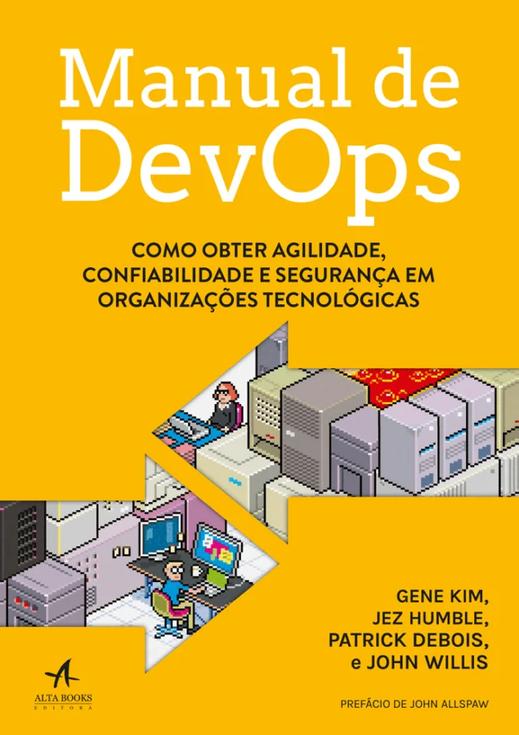 Manual de
DevOps
COMO OBTER AGILIDADE,
CONFIABILIDADE E SEGURANÇA EM
ORGANIZAÇÕES TECNOLÓGICAS
GENE KIM,
JEZ HUMBLE,
PATRICK DEBOIS,
e JOHN WILLIS
ALTA BOOKS
EDITORA
PREFÁCIO DE JOHN ALLSPAW